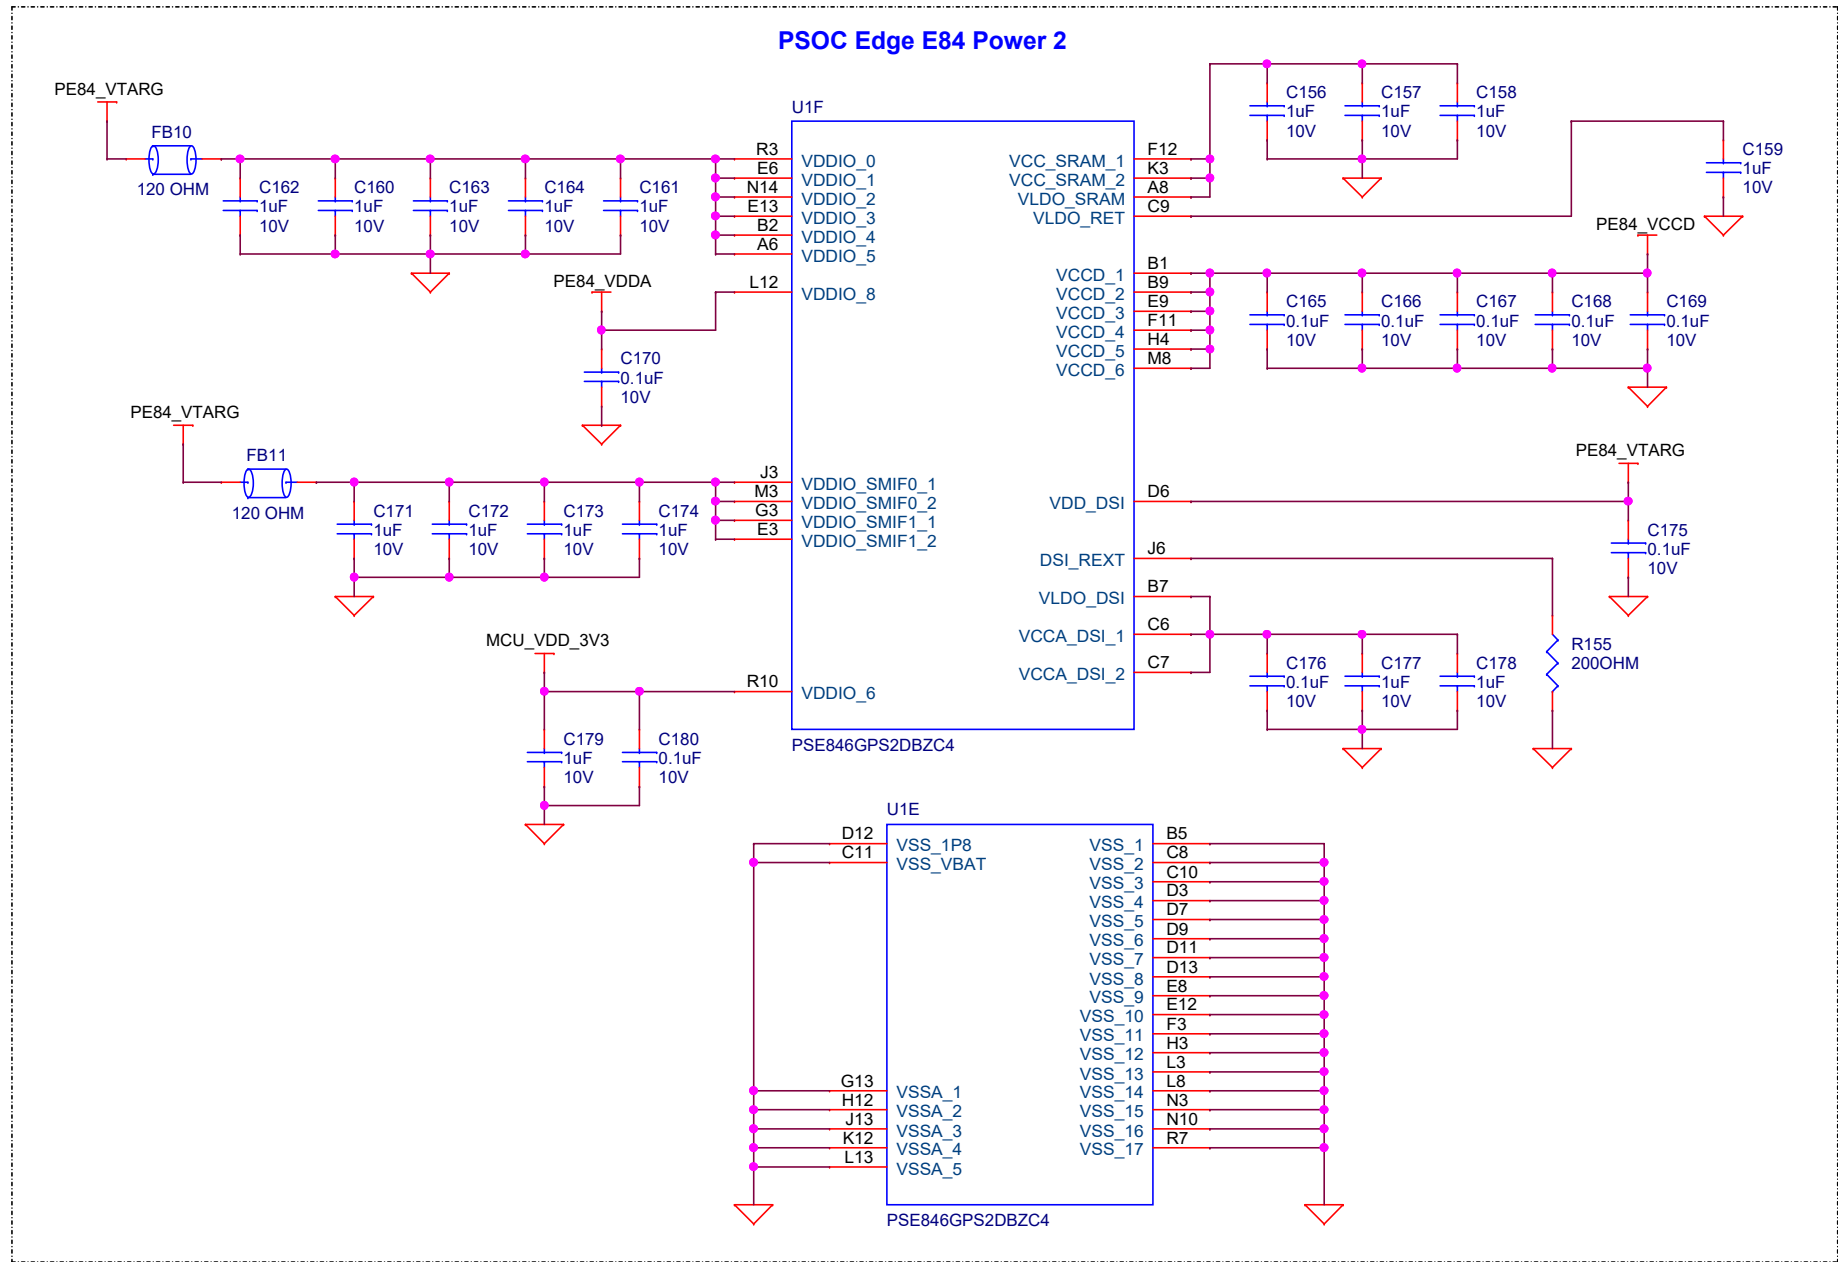 PSOC Edge E84 Power 2
PE84_VTARG
FB10
120 OHM
C162
1uF
10V
C160
1uF
10V
C163
1uF
10V
C164
1uF
10V
C161
1uF
10V
PE84_VDDA
C170
0.1uF
10V
PE84_VTARG
FB11
120 OHM
C171
1uF
10V
C172
1uF
10V
C173
1uF
10V
C174
1uF
10V
MCU_VDD_3V3
C179
1uF
10V
C180
0.1uF
10V
U1F
R3 VDDIO_0
E6 VDDIO_1
N14 VDDIO_2
E13 VDDIO_3
B2 VDDIO_4
A6 VDDIO_5
L12 VDDIO_8
J3 VDDIO_SMIF0_1
M3 VDDIO_SMIF0_2
G3 VDDIO_SMIF1_1
E3 VDDIO_SMIF1_2
R10 VDDIO_6
VCC_SRAM_1 F12
VCC_SRAM_2 K3
VLDO_SRAM A8
VLDO_RET C9
VCCD_1 B1
VCCD_2 B9
VCCD_3 E9
VCCD_4 F11
VCCD_5 H4
VCCD_6 M8
VDD_DSI D6
DSI_REXT J6
VLDO_DSI B7
VCCA_DSI_1 C6
VCCA_DSI_2 C7
PSE846GPS2DBZC4
C156
1uF
10V
C157
1uF
10V
C158
1uF
10V
C159
1uF
10V
PE84_VCCD
C165
0.1uF
10V
C166
0.1uF
10V
C167
0.1uF
10V
C168
0.1uF
10V
C169
0.1uF
10V
PE84_VTARG
C175
0.1uF
10V
R155
200OHM
C176
0.1uF
10V
C177
1uF
10V
C178
1uF
10V
U1E
D12 VSS_1P8
C11 VSS_VBAT
G13 VSSA_1
H12 VSSA_2
J13 VSSA_3
K12 VSSA_4
L13 VSSA_5
VSS_1 B5
VSS_2 C8
VSS_3 C10
VSS_4 D3
VSS_5 D7
VSS_6 D9
VSS_7 D11
VSS_8 D13
VSS_9 E8
VSS_10 E12
VSS_11 F3
VSS_12 H3
VSS_13 L3
VSS_14 L8
VSS_15 N3
VSS_16 N10
VSS_17 R7
PSE846GPS2DBZC4